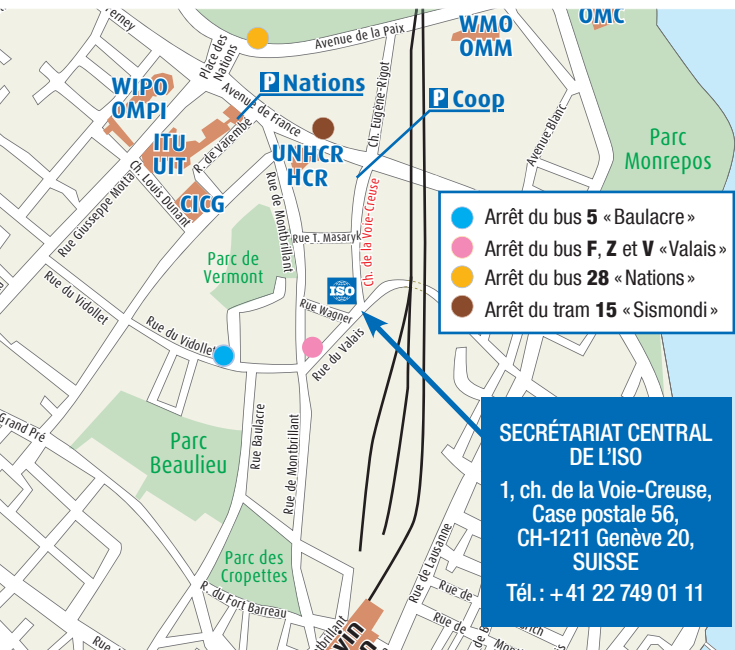 Ferney
Place des
Nations
Avenue de la Paix
WMO
OMM
OMC
P Nations
P Coop
WIPO
OMPI
Avenue de France
Ch. Eugène-Rigot
Avenue Blanc
ITU
UIT
R. de Varembé
UNHCR
HCR
Parc
Monrepos
Ch. Louis Dunant
CICG
Rue Giusseppe Motta
Rue de Montbrillant
Rue T. Masaryk
Ch. de la Voie-Creuse
Parc de
Vermont
ISO
Rue Wagner
Rue du Valais
Rue du Vidollet
Rue du Vidollet
Arrêt du bus 5 «Baulacre»
Arrêt du bus F, Z et V «Valais»
Arrêt du bus 28 «Nations»
Arrêt du tram 15 «Sismondi»
Grand Pré
Parc
Beaulieu
Rue Baulacre
Rue de Montbrillant
SECRÉTARIAT CENTRAL
DE L'ISO
1, ch. de la Voie-Creuse,
Case postale 56,
CH-1211 Genève 20,
SUISSE
Tél. : +41 22 749 01 11
Parc des
Cropettes
R. du Fort Barreau
Rue de Lausanne
Rue de